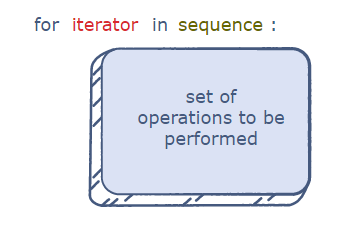 for iterator in sequence :
set of
operations to be
performed